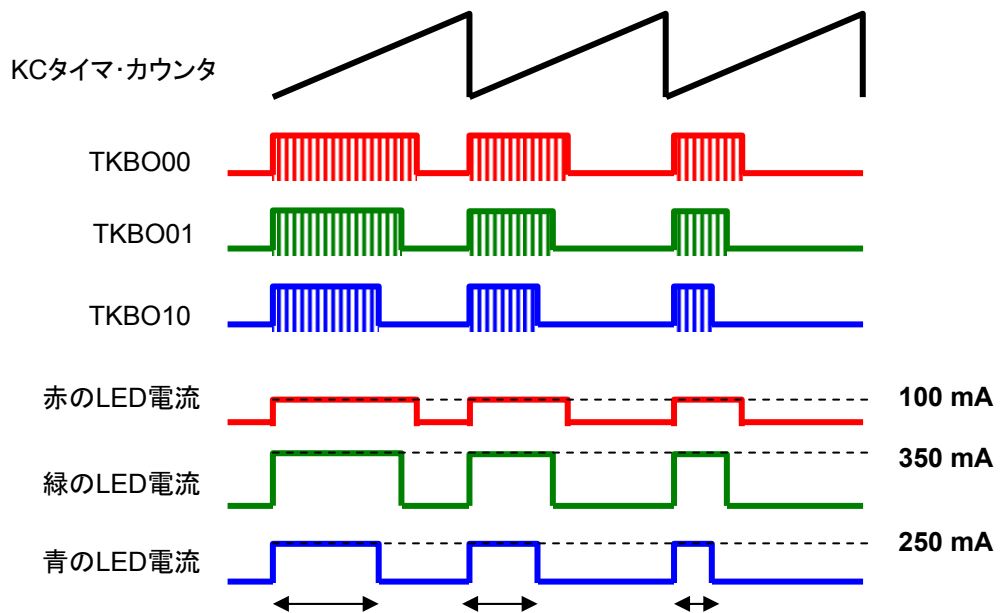 KCタイマ・カウンタ
TKBO00
TKBO01
TKBO10
赤のLED電流
100 mA
緑のLED電流
350 mA
青のLED電流
250 mA